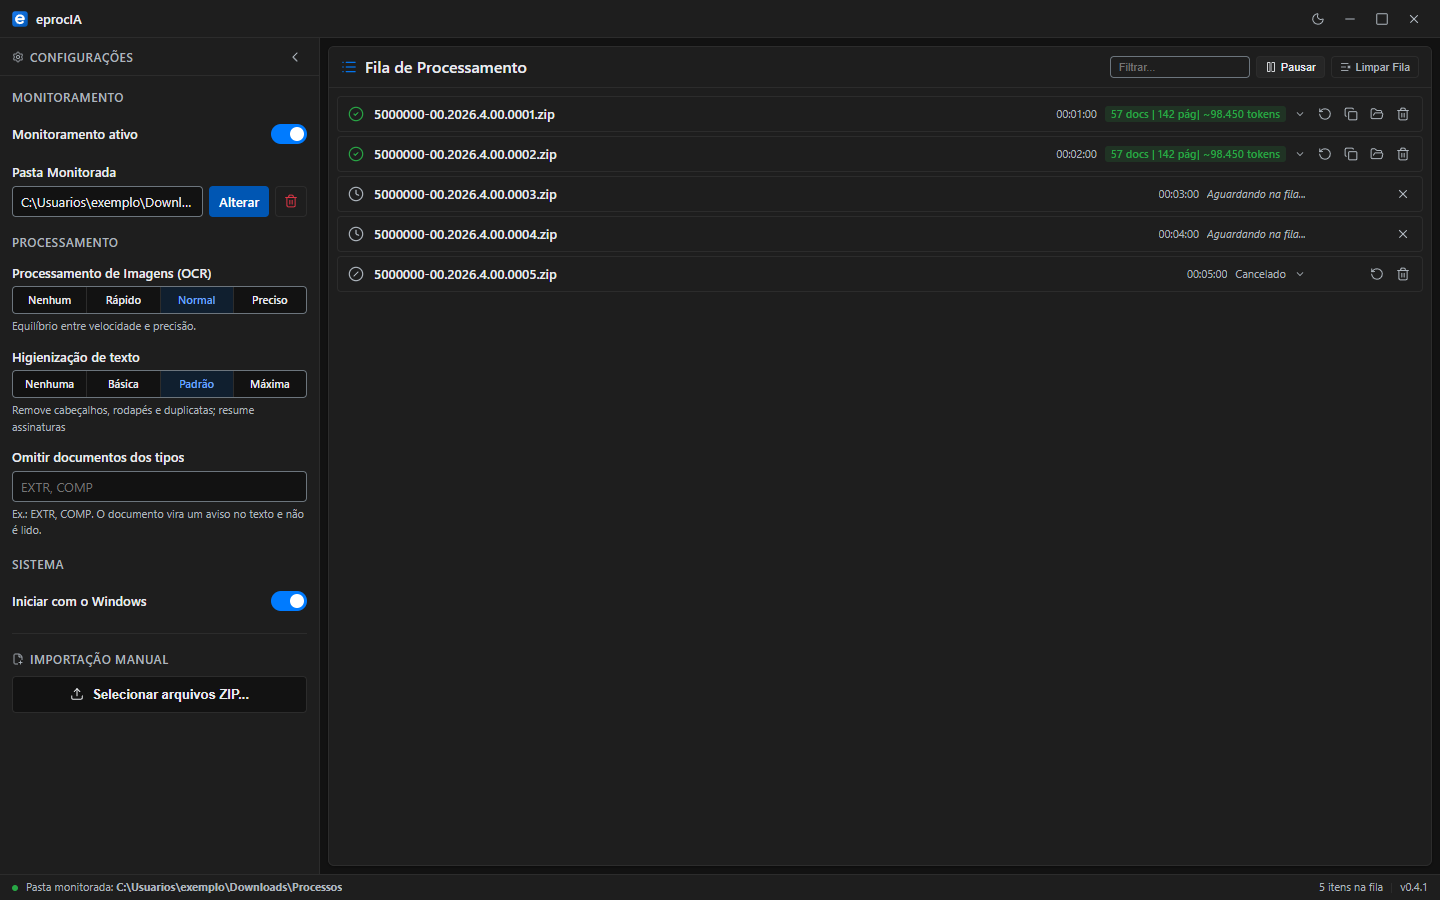 eprocIA
CONFIGURAÇÕES
MONITORAMENTO
Monitoramento ativo
Pasta Monitorada
C:\Usuarios\exemplo\Downl...
Alterar
PROCESSAMENTO
Processamento de Imagens (OCR)
Nenhum Rápido Normal Preciso
Equilíbrio entre velocidade e precisão.
Higienização de texto
Nenhuma Básica Padrão Máxima
Remove cabeçalhos, rodapés e duplicatas; resume
assinaturas
Omitir documentos dos tipos
EXTR, COMP
Ex.: EXTR, COMP. O documento vira um aviso no texto e não
é lido.
SISTEMA
Iniciar com o Windows
IMPORTAÇÃO MANUAL
Selecionar arquivos ZIP...
Fila de Processamento
Filtrar...
Pausar
Limpar Fila
5000000-00.2026.4.00.0001.zip 00:01:00 57 docs | 142 pág| ~98.450 tokens
5000000-00.2026.4.00.0002.zip 00:02:00 57 docs | 142 pág| ~98.450 tokens
5000000-00.2026.4.00.0003.zip 00:03:00 Aguardando na fila...
5000000-00.2026.4.00.0004.zip 00:04:00 Aguardando na fila...
5000000-00.2026.4.00.0005.zip 00:05:00 Cancelado
Pasta monitorada: C:\Usuarios\exemplo\Downloads\Processos
5 itens na fila
v0.4.1